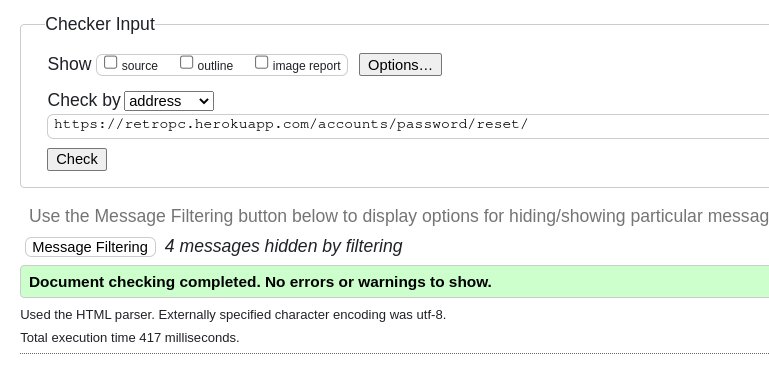 Checker Input
Show source outline image report Options...
Check by address
https://retropc.herokuapp.com/accounts/password/reset/
Check
Use the Message Filtering button below to display options for hiding/showing particular messag
Message Filtering 4 messages hidden by filtering
Document checking completed. No errors or warnings to show.
Used the HTML parser. Externally specified character encoding was utf-8.
Total execution time 417 milliseconds.